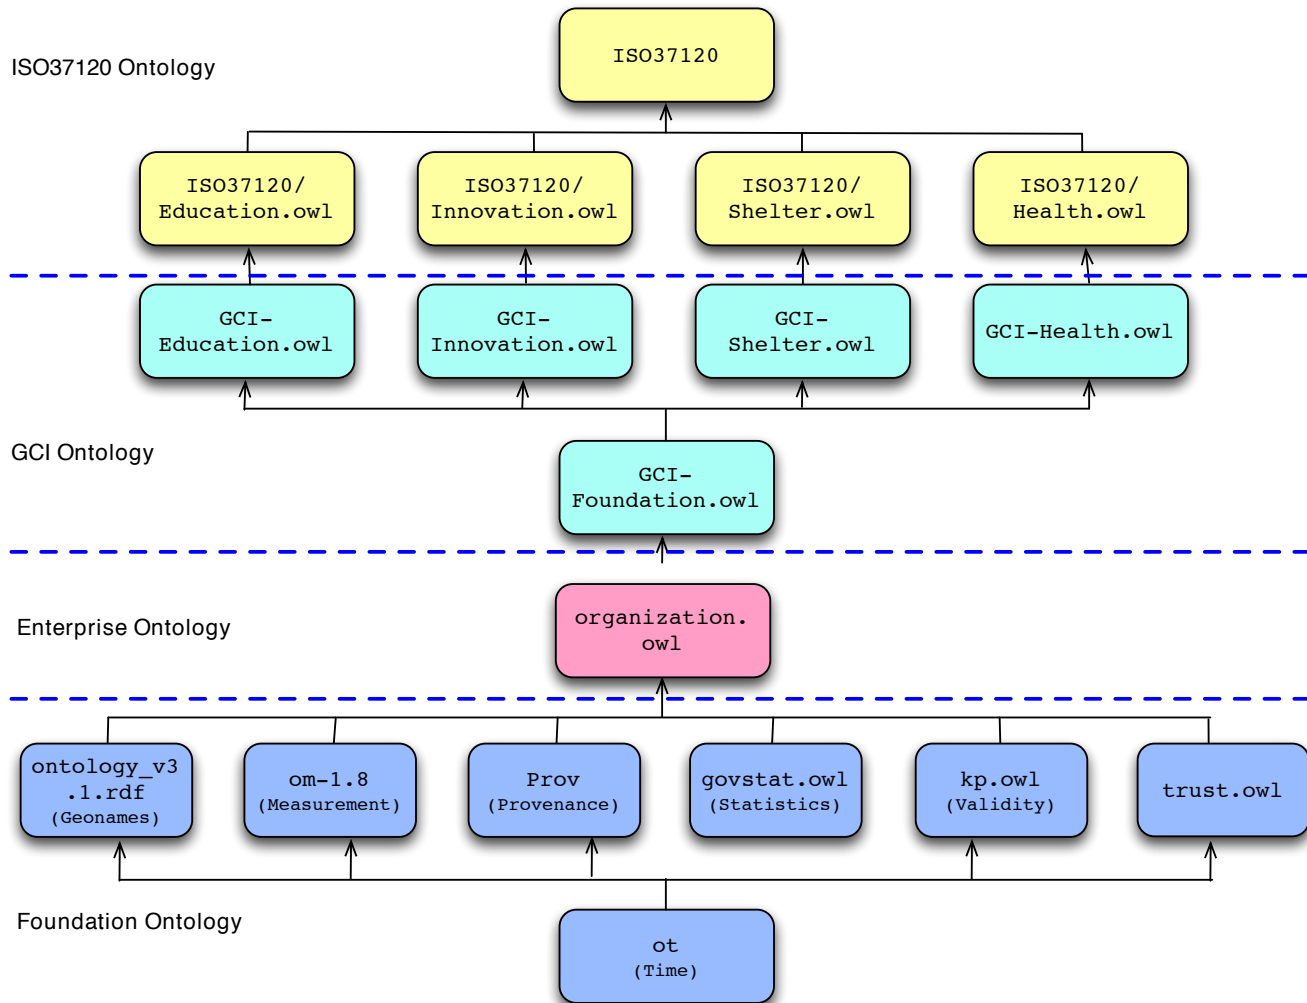 ISO37120
ISO37120 Ontology
ISO37120/
Education.owl
ISO37120/
Innovation.owl
ISO37120/
Shelter.owl
ISO37120/
Health.owl
GCI-
Education.owl
GCI-
Innovation.owl
GCI-
Shelter.owl
GCI-Health.owl
GCI Ontology
GCI-
Foundation.owl
Enterprise Ontology
organization.
owl
ontology_v3
.1.rdf
(Geonames)
om-1.8
(Measurement)
Prov
(Provenance)
govstat.owl
(Statistics)
kp.owl
(Validity)
trust.owl
Foundation Ontology
ot
(Time)